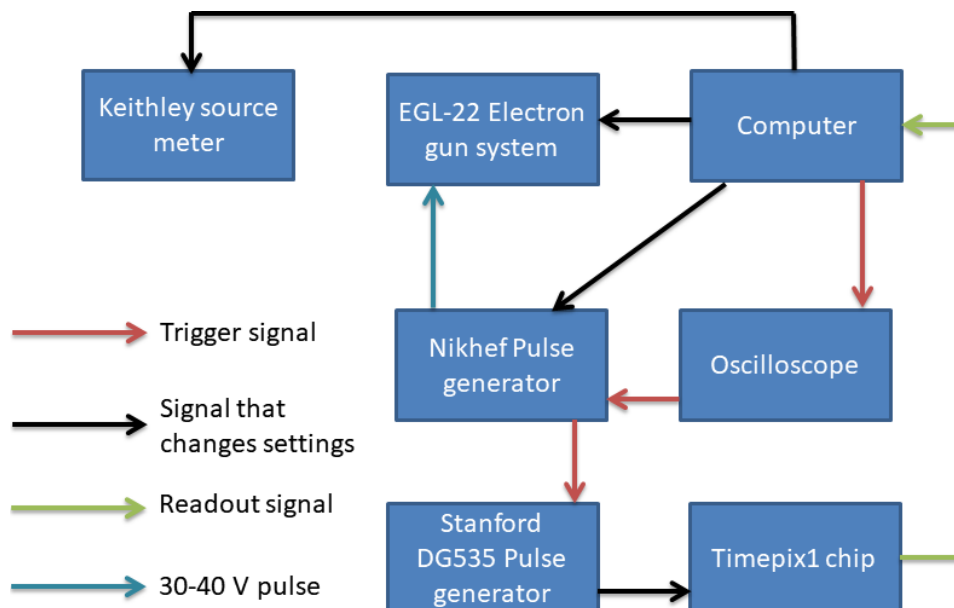 Keithley source
meter
EGL-22 Electron
gun system
Computer
Trigger signal
Nikhef Pulse
generator
Oscilloscope
Signal that
changes settings
Readout signal
Stanford
DG535 Pulse
generator
Timepix1 chip
30-40 V pulse